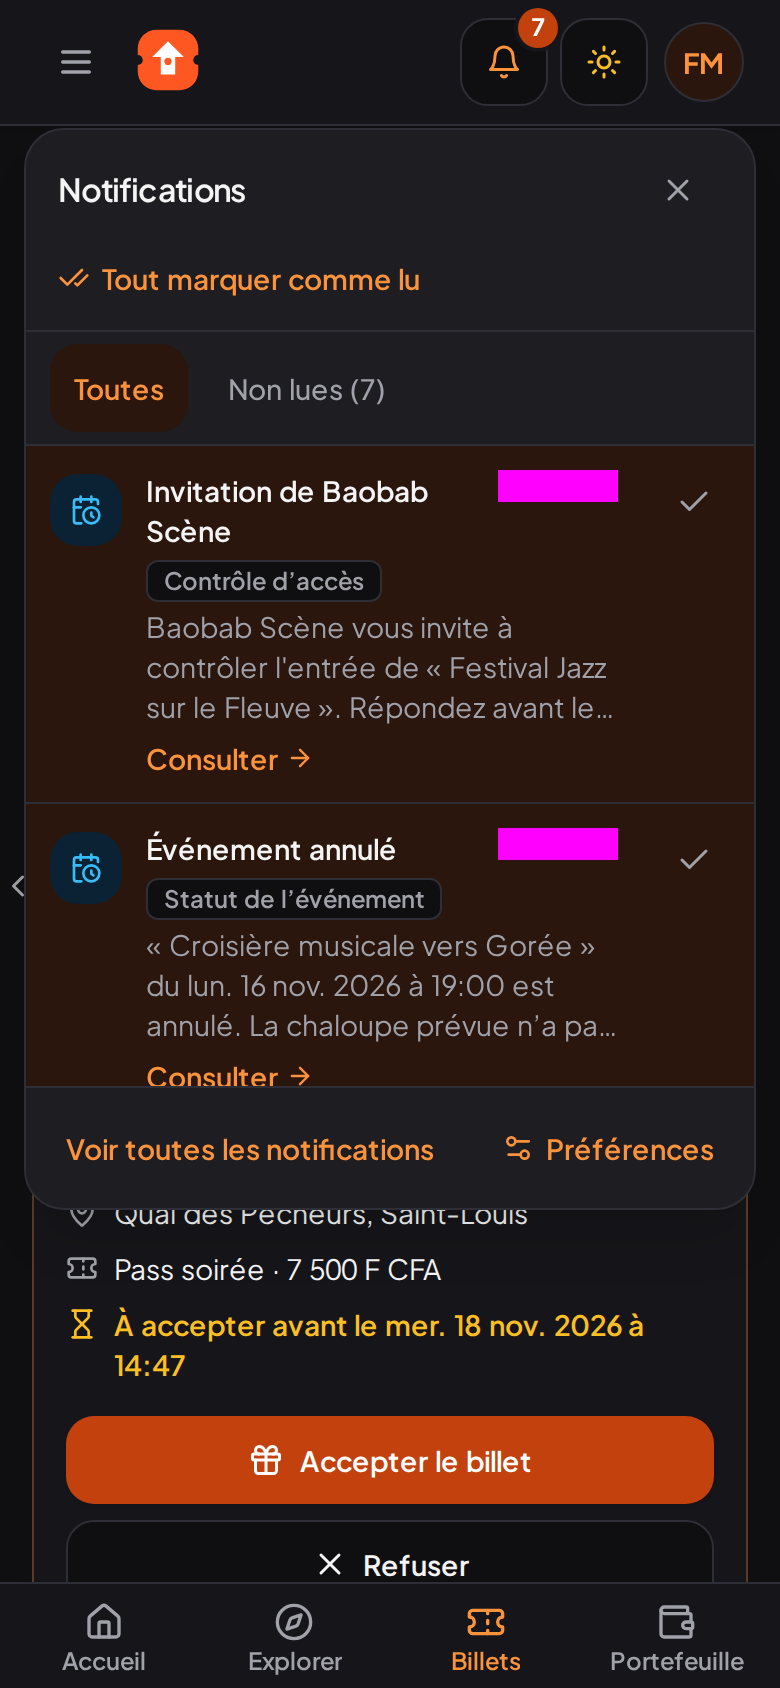 7
FM
Notifications
Tout marquer comme lu
Toutes
Non lues (7)
Invitation de Baobab
Scène
Contrôle d’accès
Baobab Scène vous invite à
contrôler l'entrée de « Festival Jazz
sur le Fleuve ». Répondez avant le…
Consulter
Événement annulé
Statut de l’événement
« Croisière musicale vers Gorée »
du lun. 16 nov. 2026 à 19:00 est
annulé. La chaloupe prévue n’a pa…
Consulter
Voir toutes les notifications
Préférences
Quai des Pêcheurs, Saint-Louis
Pass soirée · 7 500 F CFA
À accepter avant le mer. 18 nov. 2026 à
14:47
Accepter le billet
Refuser
Accueil
Explorer
Billets
Portefeuille